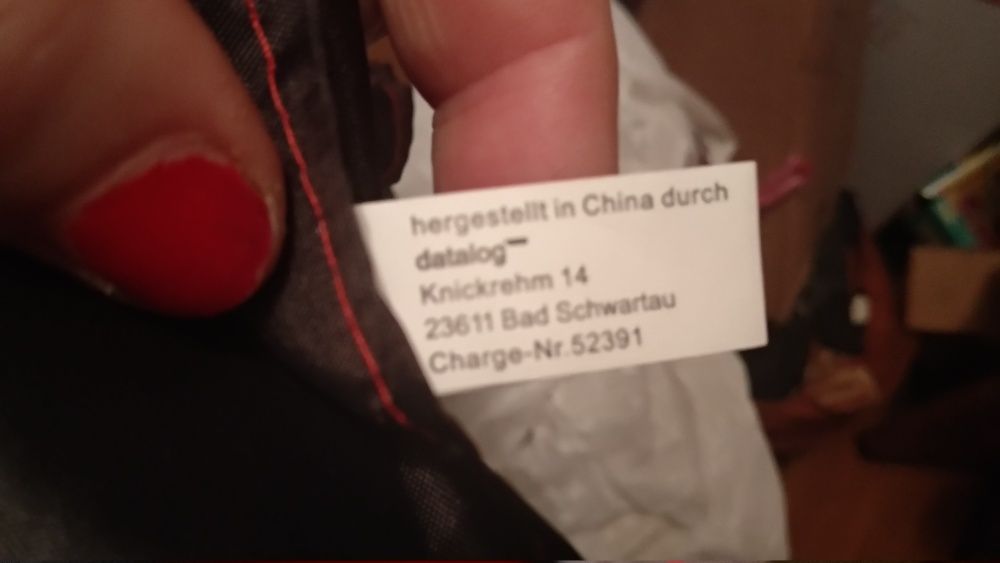 hergestellt in China durch
datalog
Knickrehm 14
23611 Bad Schwartau
Charge-Nr.52391